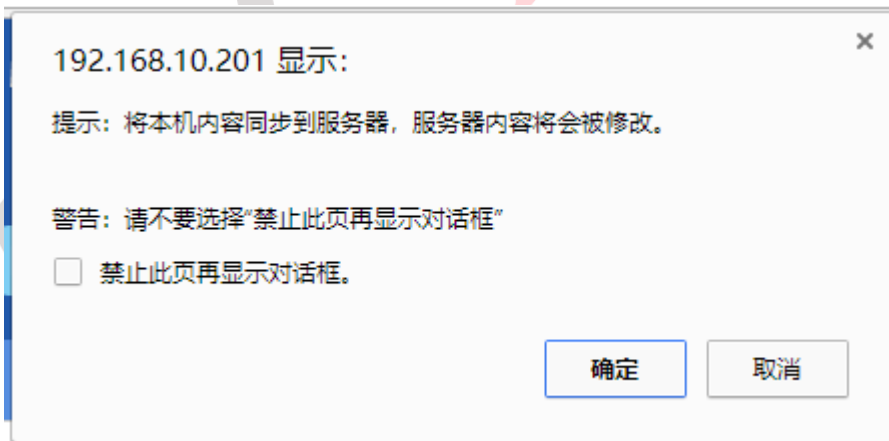 192.168.10.201 显示：
提示：将本机内容同步到服务器，服务器内容将会被修改。
警告：请不要选择“禁止此页再显示对话框”
禁止此页再显示对话框。
确定
取消